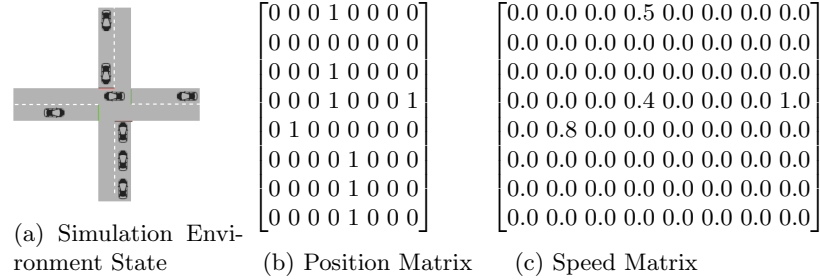 0 0 0 1 0 0 0 0
0 0 0 0 0 0 0 0
0 0 0 1 0 0 0 0
0 0 0 1 0 0 0 1
0 1 0 0 0 0 0 0
0 0 0 0 1 0 0 0
0 0 0 0 1 0 0 0
0 0 0 0 1 0 0 0
0.0 0.0 0.0 0.5 0.0 0.0 0.0 0.0
0.0 0.0 0.0 0.0 0.0 0.0 0.0 0.0
0.0 0.0 0.0 0.0 0.0 0.0 0.0 0.0
0.0 0.0 0.0 0.4 0.0 0.0 0.0 1.0
0.0 0.8 0.0 0.0 0.0 0.0 0.0 0.0
0.0 0.0 0.0 0.0 0.0 0.0 0.0 0.0
0.0 0.0 0.0 0.0 0.0 0.0 0.0 0.0
0.0 0.0 0.0 0.0 0.0 0.0 0.0 0.0
(a) Simulation Envi-
ronment State
(b) Position Matrix
(c) Speed Matrix